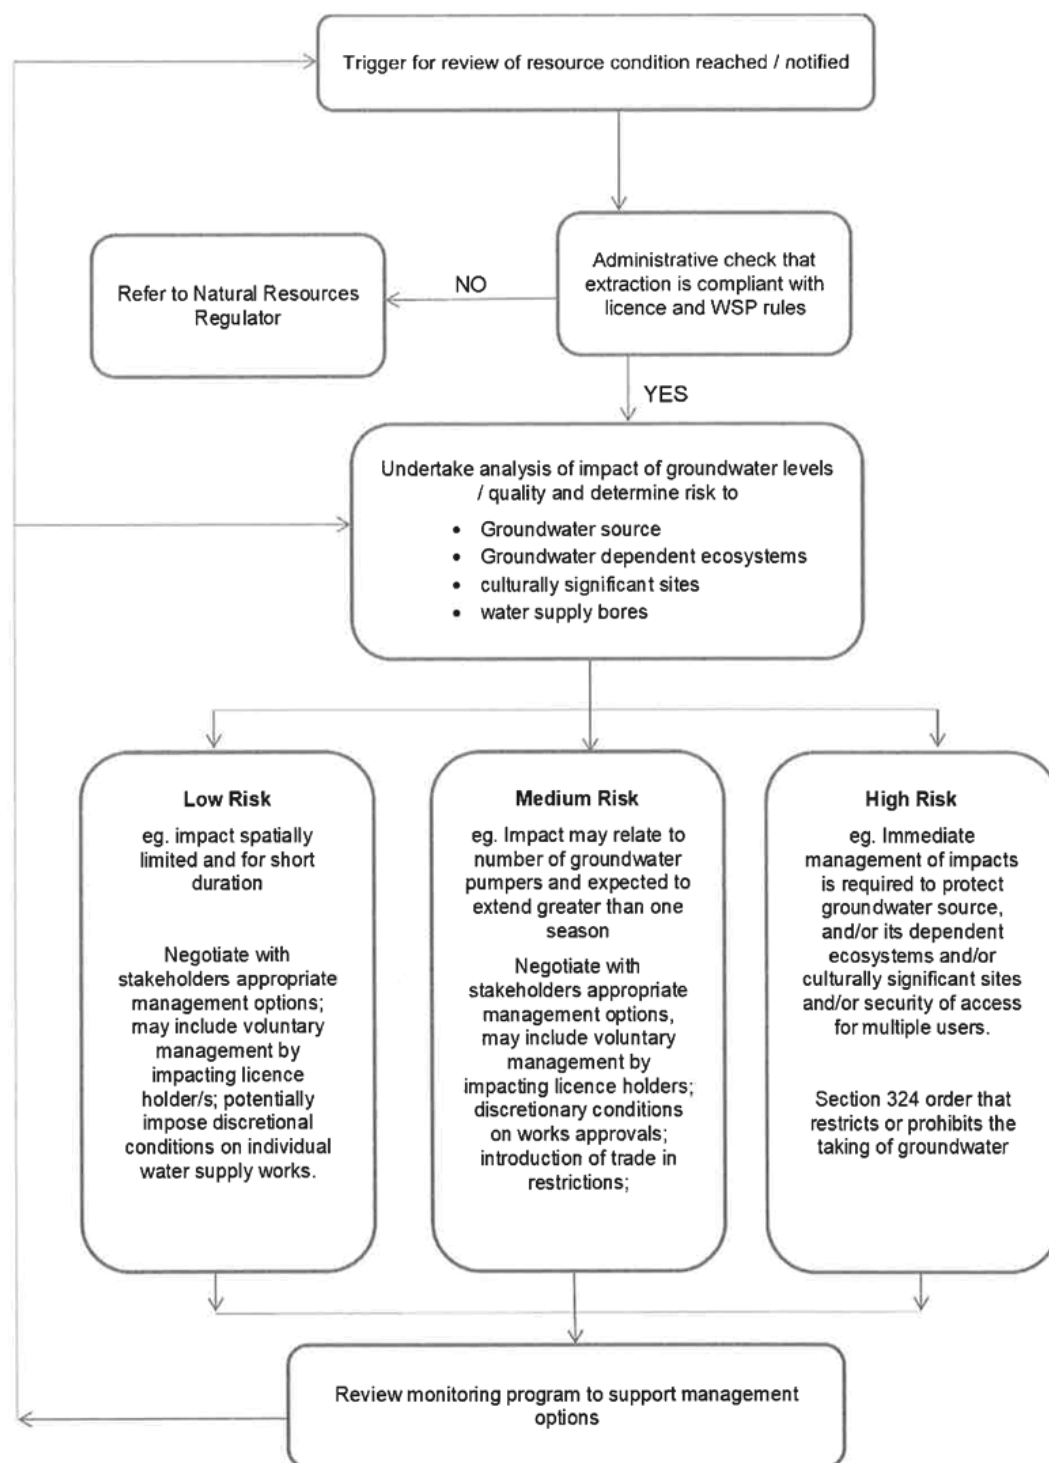 Trigger for review of resource condition reached / notified
Administrative check that
extraction is compliant with
licence and WSP rules
NO
Refer to Natural Resources
Regulator
YES
Undertake analysis of impact of groundwater levels
/ quality and determine risk to
• Groundwater source
• Groundwater dependent ecosystems
• culturally significant sites
• water supply bores
Low Risk
eg. impact spatially
limited and for short
duration
Negotiate with
stakeholders appropriate
management options;
may include voluntary
management by
impacting licence
holder/s; potentially
impose discretional
conditions on individual
water supply works.
Medium Risk
eg. Impact may relate to
number of groundwater
pumpers and expected to
extend greater than one
season
Negotiate with
stakeholders appropriate
management options,
may include voluntary
management by
impacting licence holders;
discretionary conditions
on works approvals;
introduction of trade in
restrictions;
High Risk
eg. Immediate
management of impacts
is required to protect
groundwater source,
and/or its dependent
ecosystems and/or
culturally significant sites
and/or security of access
for multiple users.
Section 324 order that
restricts or prohibits the
taking of groundwater
Review monitoring program to support management
options